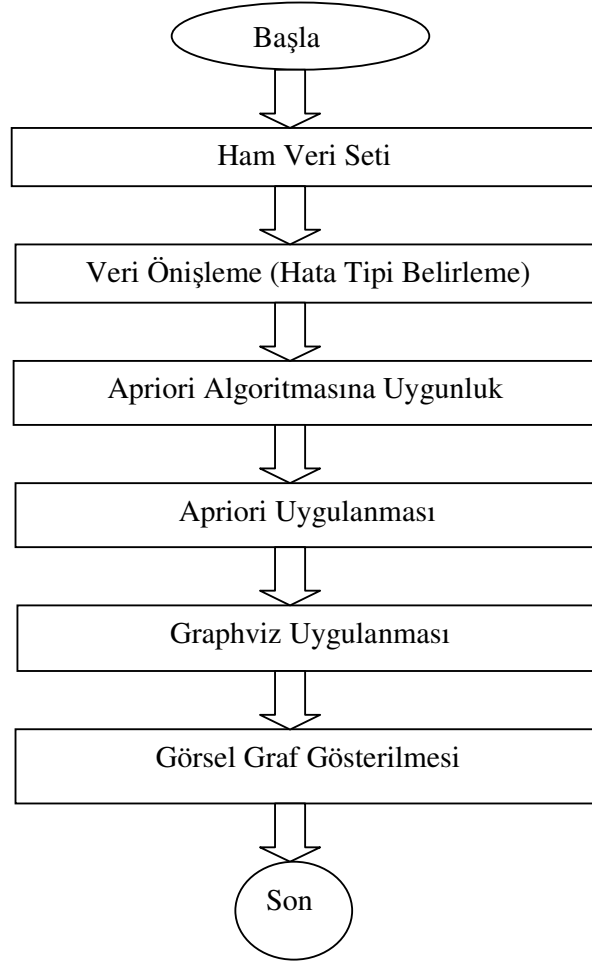 Başla
Ham Veri Seti
Veri Önişleme (Hata Tipi Belirleme)
Apriori Algoritmasına Uygunluk
Apriori Uygulanması
Graphviz Uygulanması
Görsel Graf Gösterilmesi
Son